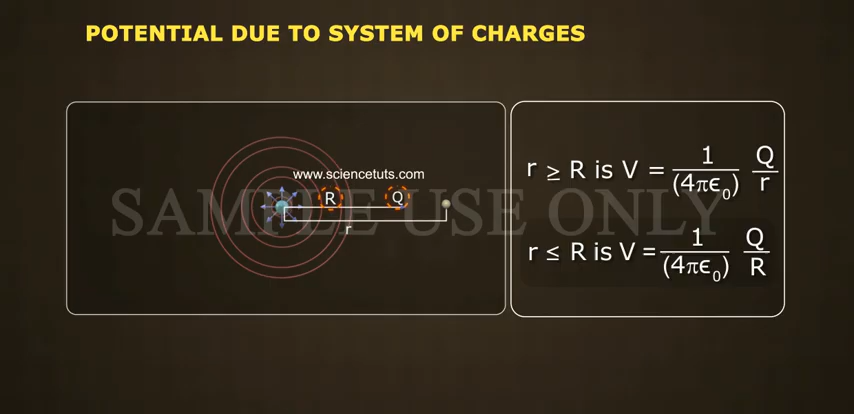 POTENTIAL DUE TO SYSTEM OF CHARGES
www.sciencetuts.com
SAMPLE USE ONLY
R
Q
r
r ≥ R is V = 1/(4πϵ₀) Q/r
r ≤ R is V = 1/(4πϵ₀) Q/R